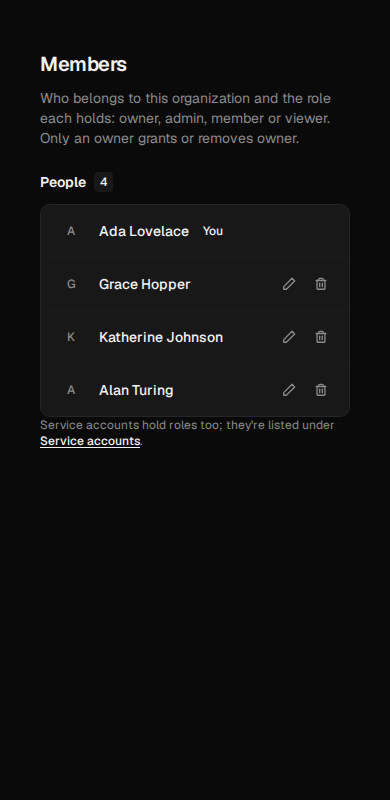 Members
Who belongs to this organization and the role
each holds: owner, admin, member or viewer.
Only an owner grants or removes owner.
People 4
A Ada Lovelace You
G Grace Hopper
K Katherine Johnson
A Alan Turing
Service accounts hold roles too; they're listed under
Service accounts.